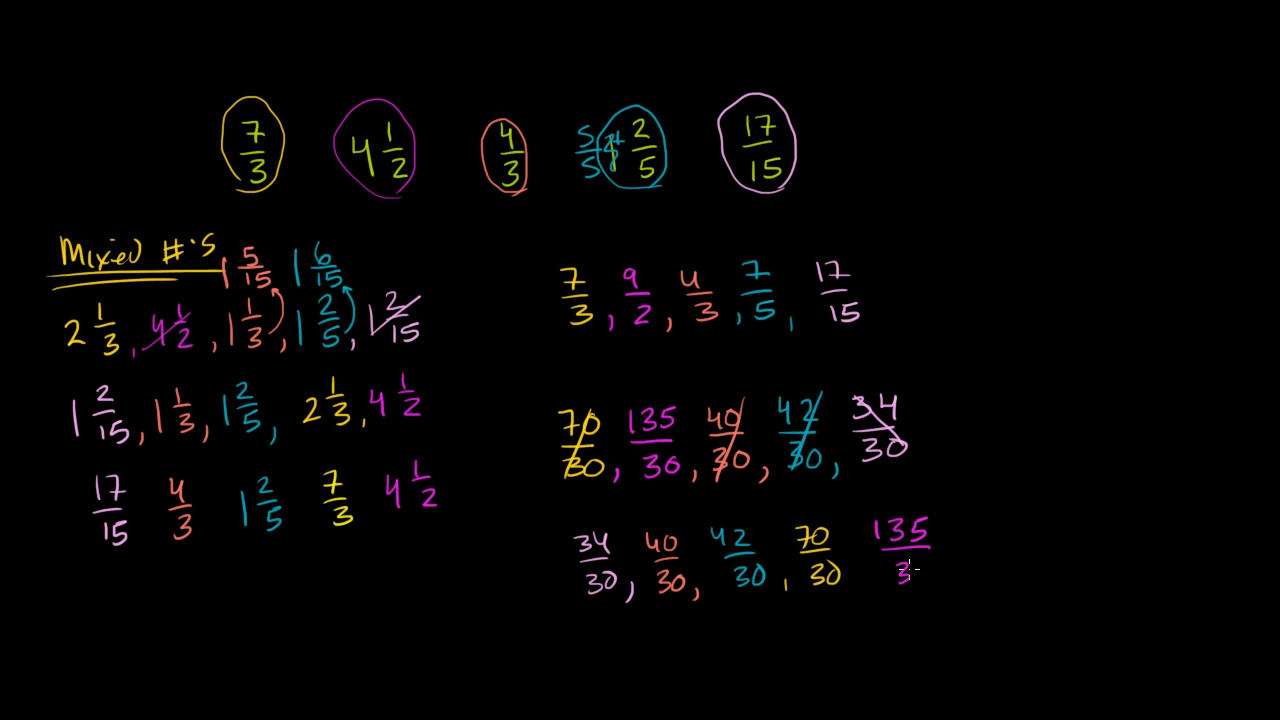 7/3 4 1/2 4/3 5/5 2/5 17/15
Mixed #'s 1 5/15 1 6/15
2 1/3, 4 1/2, 1 1/3, 1 2/5, 1 2/15
1 2/15, 1 1/3, 1 2/5, 2 1/3, 4 1/2
17/15 4/3 1 2/5 7/3 4 1/2
7/3, 9/2, 4/3, 7/5, 17/15
70/30, 135/30, 40/30, 42/30, 34/30
34/30, 40/30, 42/30, 70/30 135/3